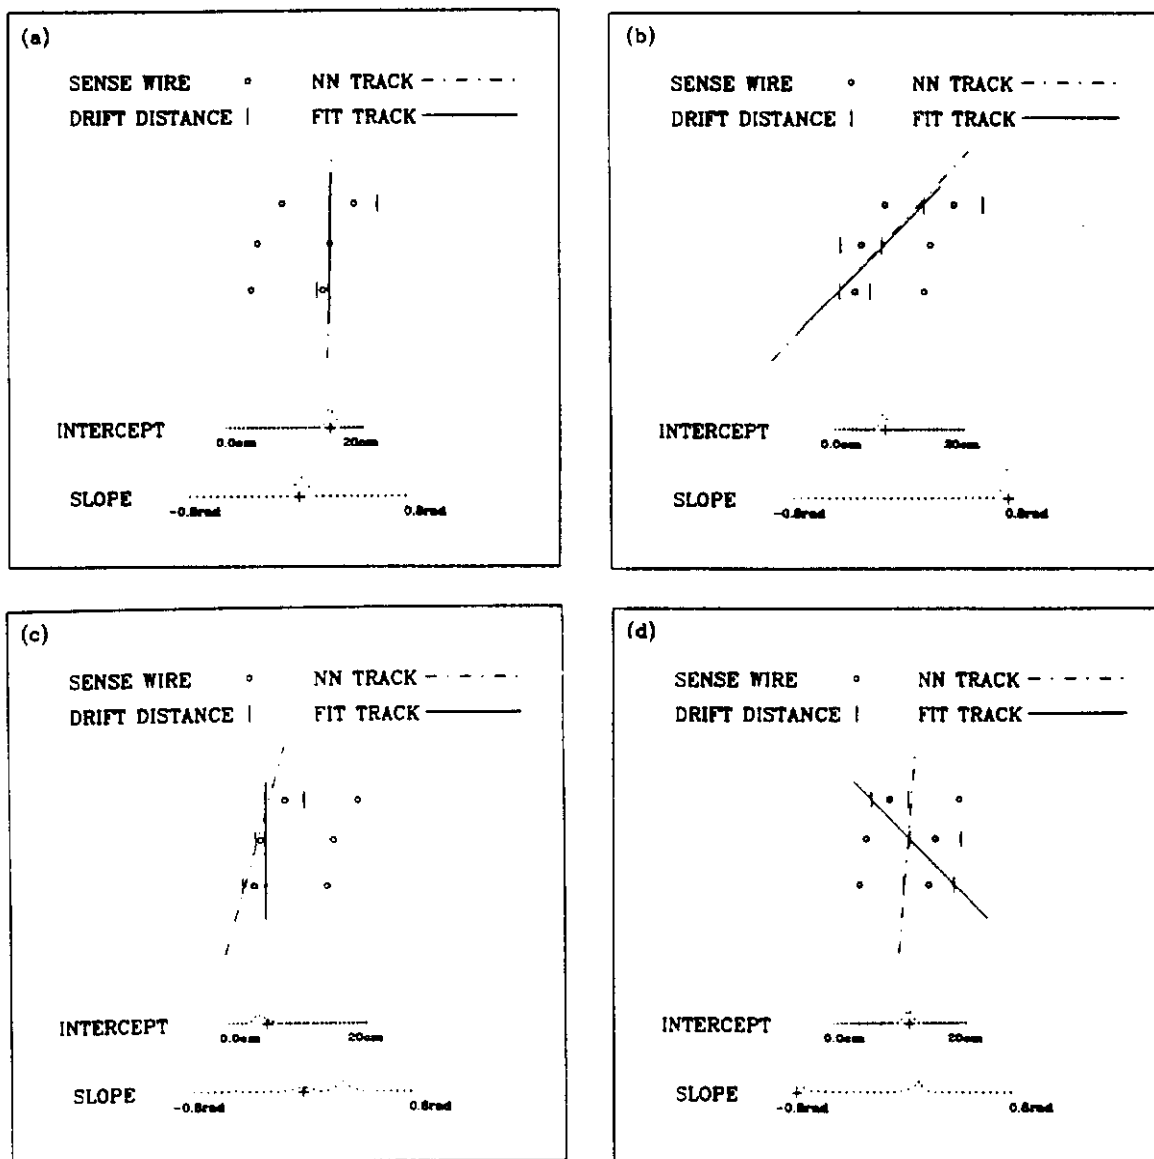 (a)
SENSE WIRE NN TRACK
DRIFT DISTANCE FIT TRACK
INTERCEPT
0.0cm 20cm
SLOPE
-0.8rad 0.8rad
(b)
SENSE WIRE NN TRACK
DRIFT DISTANCE FIT TRACK
INTERCEPT
0.0cm 20cm
SLOPE
-0.8rad 0.8rad
(c)
SENSE WIRE NN TRACK
DRIFT DISTANCE FIT TRACK
INTERCEPT
0.0cm 20cm
SLOPE
-0.8rad 0.8rad
(d)
SENSE WIRE NN TRACK
DRIFT DISTANCE FIT TRACK
INTERCEPT
0.0cm 20cm
SLOPE
-0.8rad 0.8rad